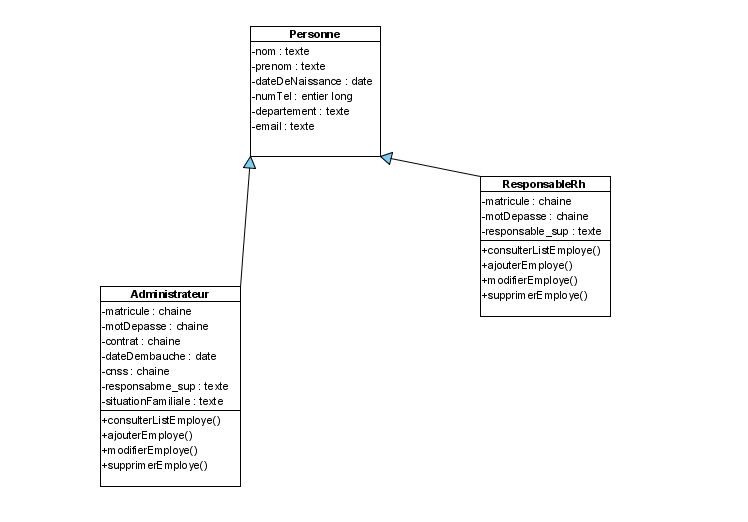 Personne
-nom : texte
-prenom : texte
-dateDeNaissance : date
-numTel : entier long
-departement : texte
-email : texte
ResponsableRh
-matricule : chaine
-motDepasse : chaine
-responsable_sup : texte
+consulterListEmploye()
+ajouterEmploye()
+modifierEmploye()
+supprimerEmploye()
Administrateur
-matricule : chaine
-motDepasse : chaine
-contrat : chaine
-dateDembauche : date
-cnss : chaine
-responsabme_sup : texte
-situationFamiliale : texte
+consulterListEmploye()
+ajouterEmploye()
+modifierEmploye()
+supprimerEmploye()